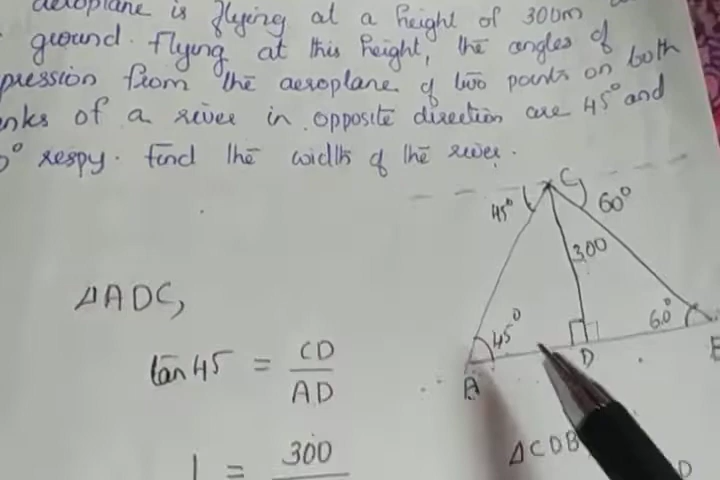 aeroplane is flying at a height of 300m
ground. Flying at this height, the angles of
pression from the aeroplane of two points on both
nks of a river in opposite direction are 45° and
0° respy. Find the width of the river.
C
45° 60°
300
ΔADC,
45° 60°
D
A
tan 45 = CD
AD
ΔCDB
1 = 300
D